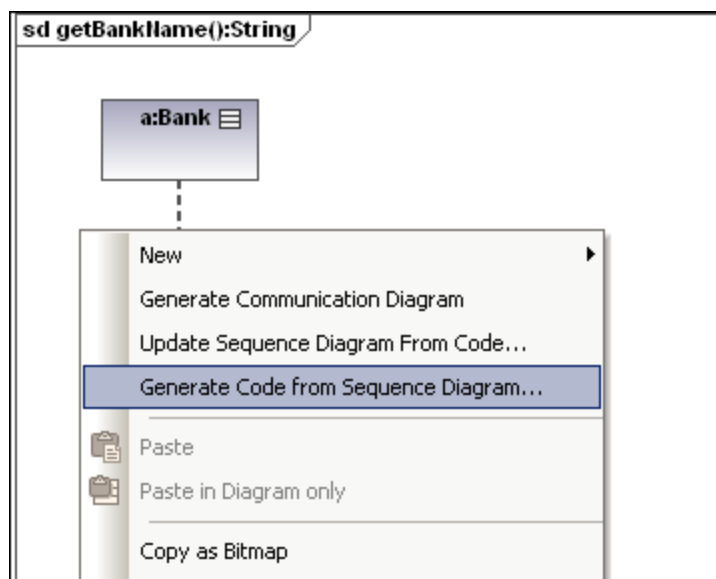 sd getBankName():String
a:Bank
New
Generate Communication Diagram
Update Sequence Diagram From Code...
Generate Code from Sequence Diagram...
Paste
Paste in Diagram only
Copy as Bitmap